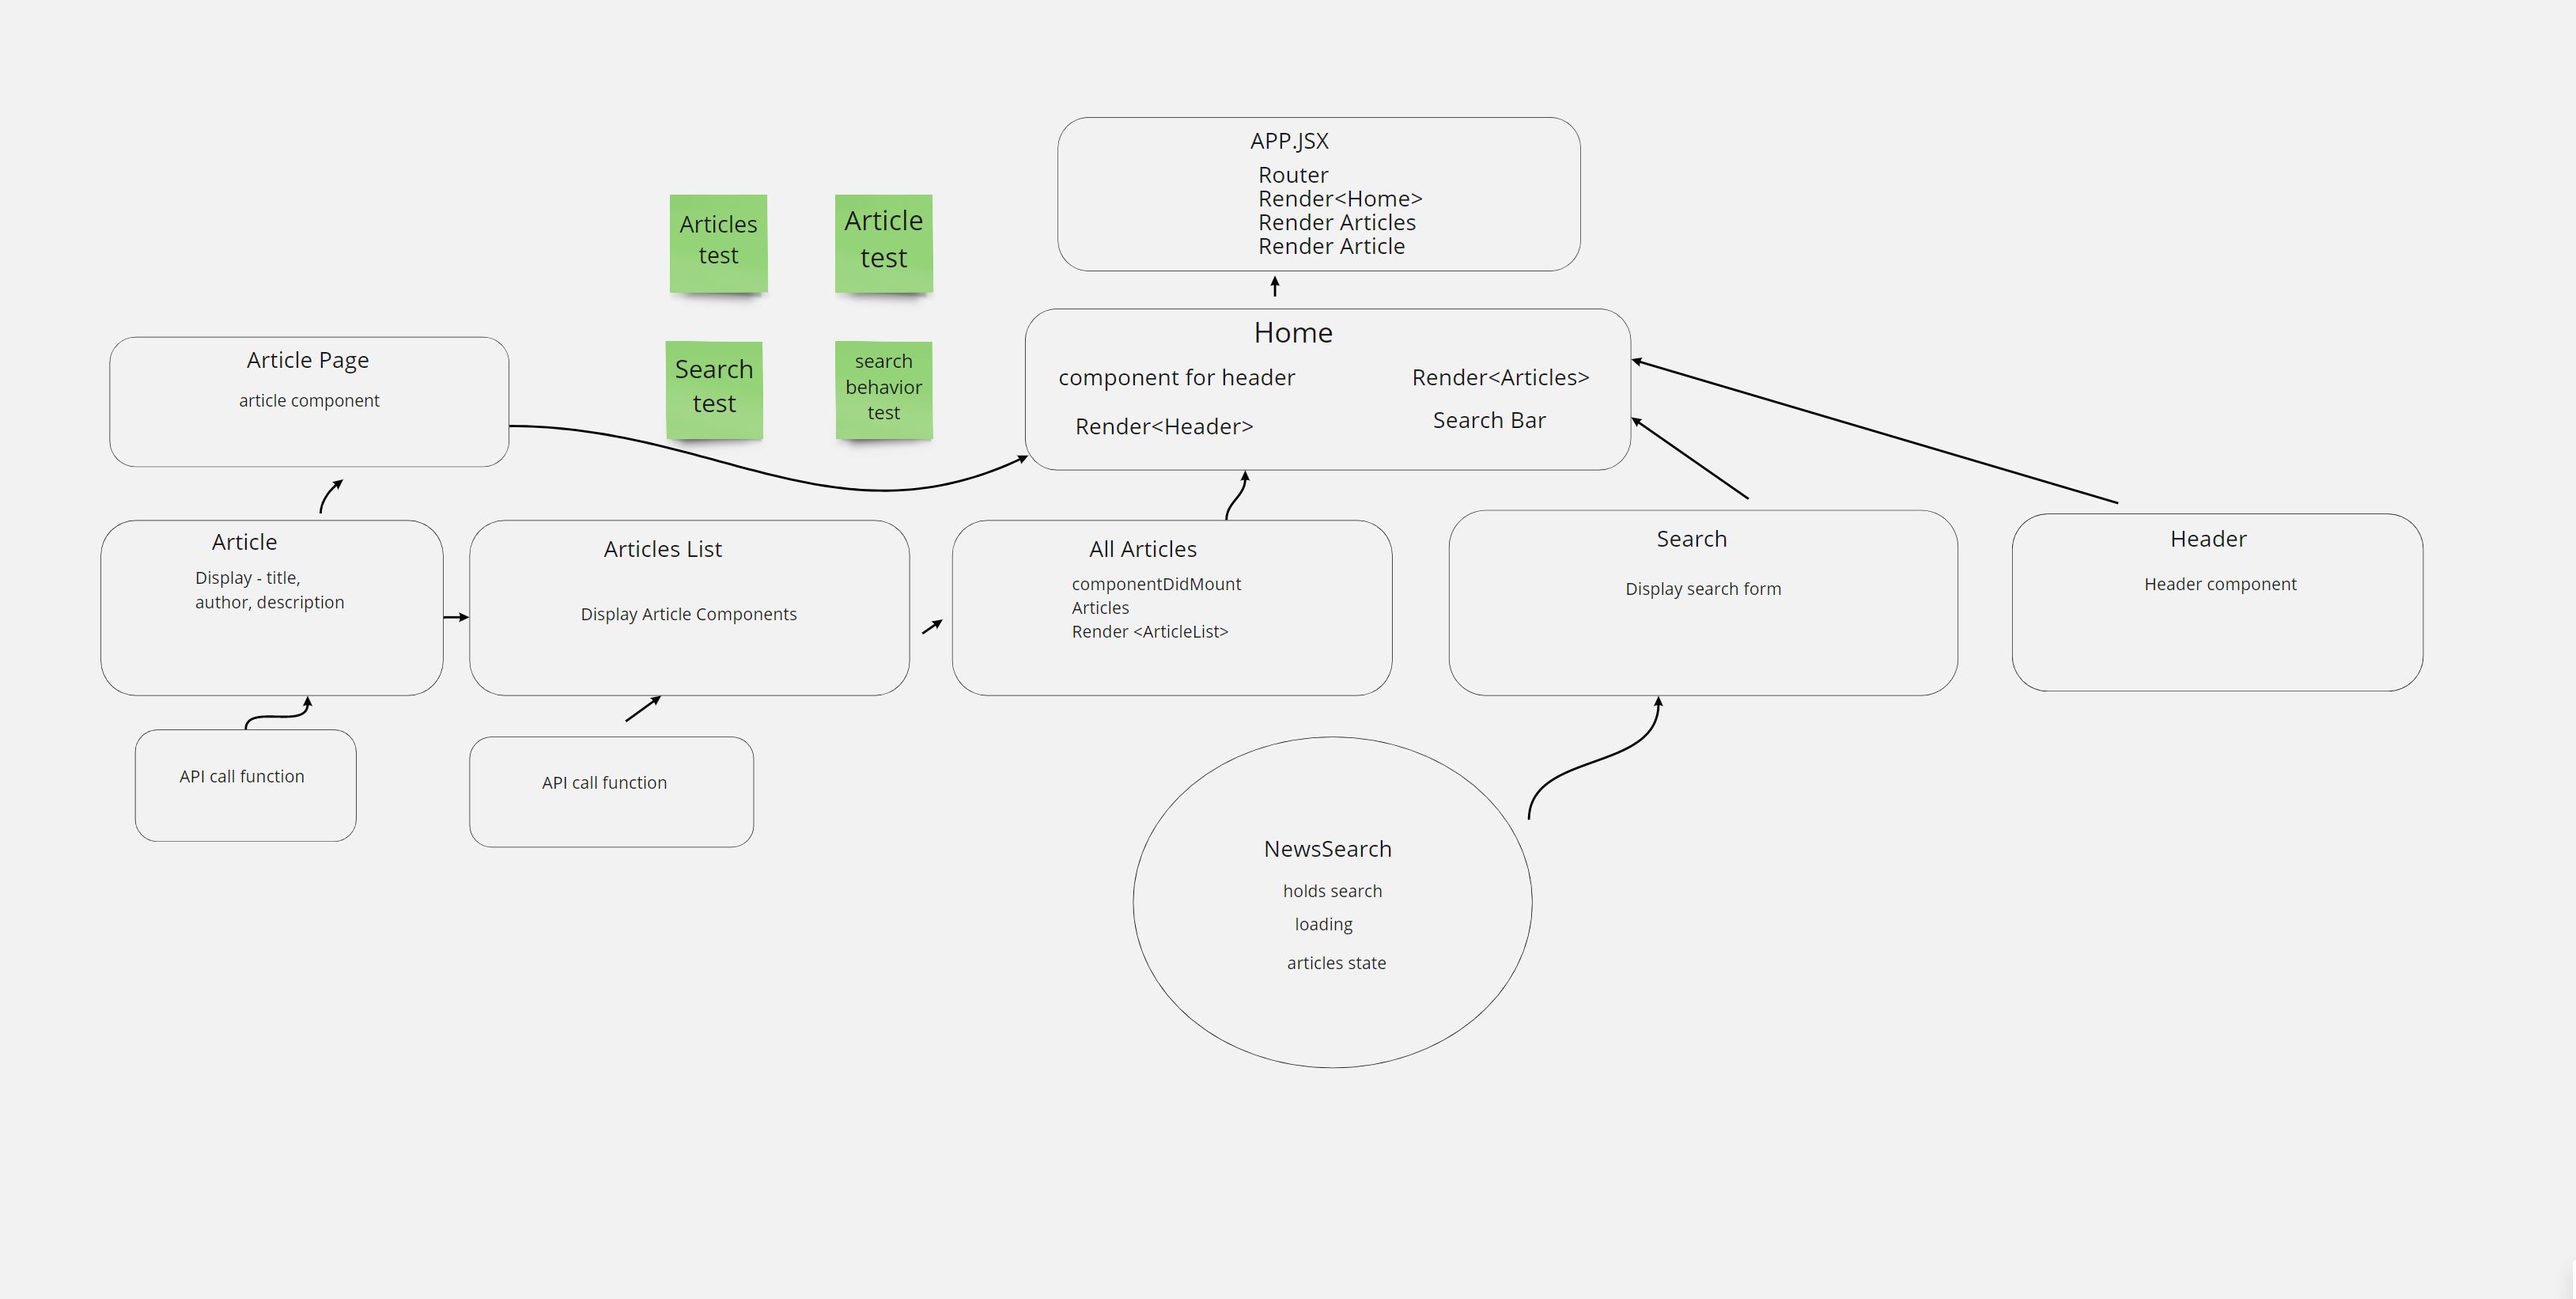 APP.JSX
Router
Render<Home>
Render Articles
Render Article
Articles
test
Article
test
Search
test
search
behavior
test
Home
component for header
Render<Articles>
Render<Header>
Search Bar
Article Page
article component
Article
Display - title,
author, description
Articles List
Display Article Components
All Articles
componentDidMount
Articles
Render <ArticleList>
Search
Display search form
Header
Header component
API call function
API call function
NewsSearch
holds search
loading
articles state